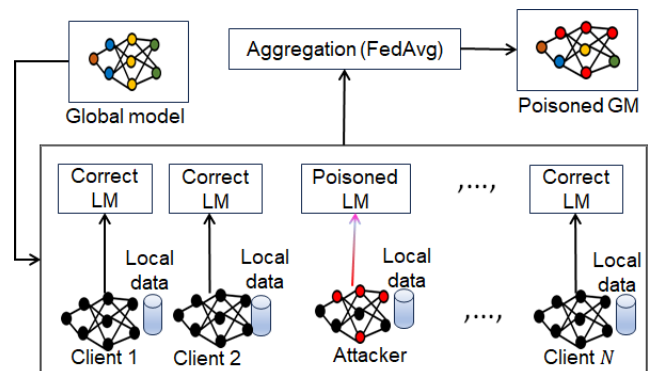 Aggregation (FedAvg)
Global model
Poisoned GM
Correct
LM
Correct
LM
Poisoned
LM
,...,
Correct
LM
Local
data
Local
data
Local
data
Local
data
,...,
Client 1
Client 2
Attacker
Client N